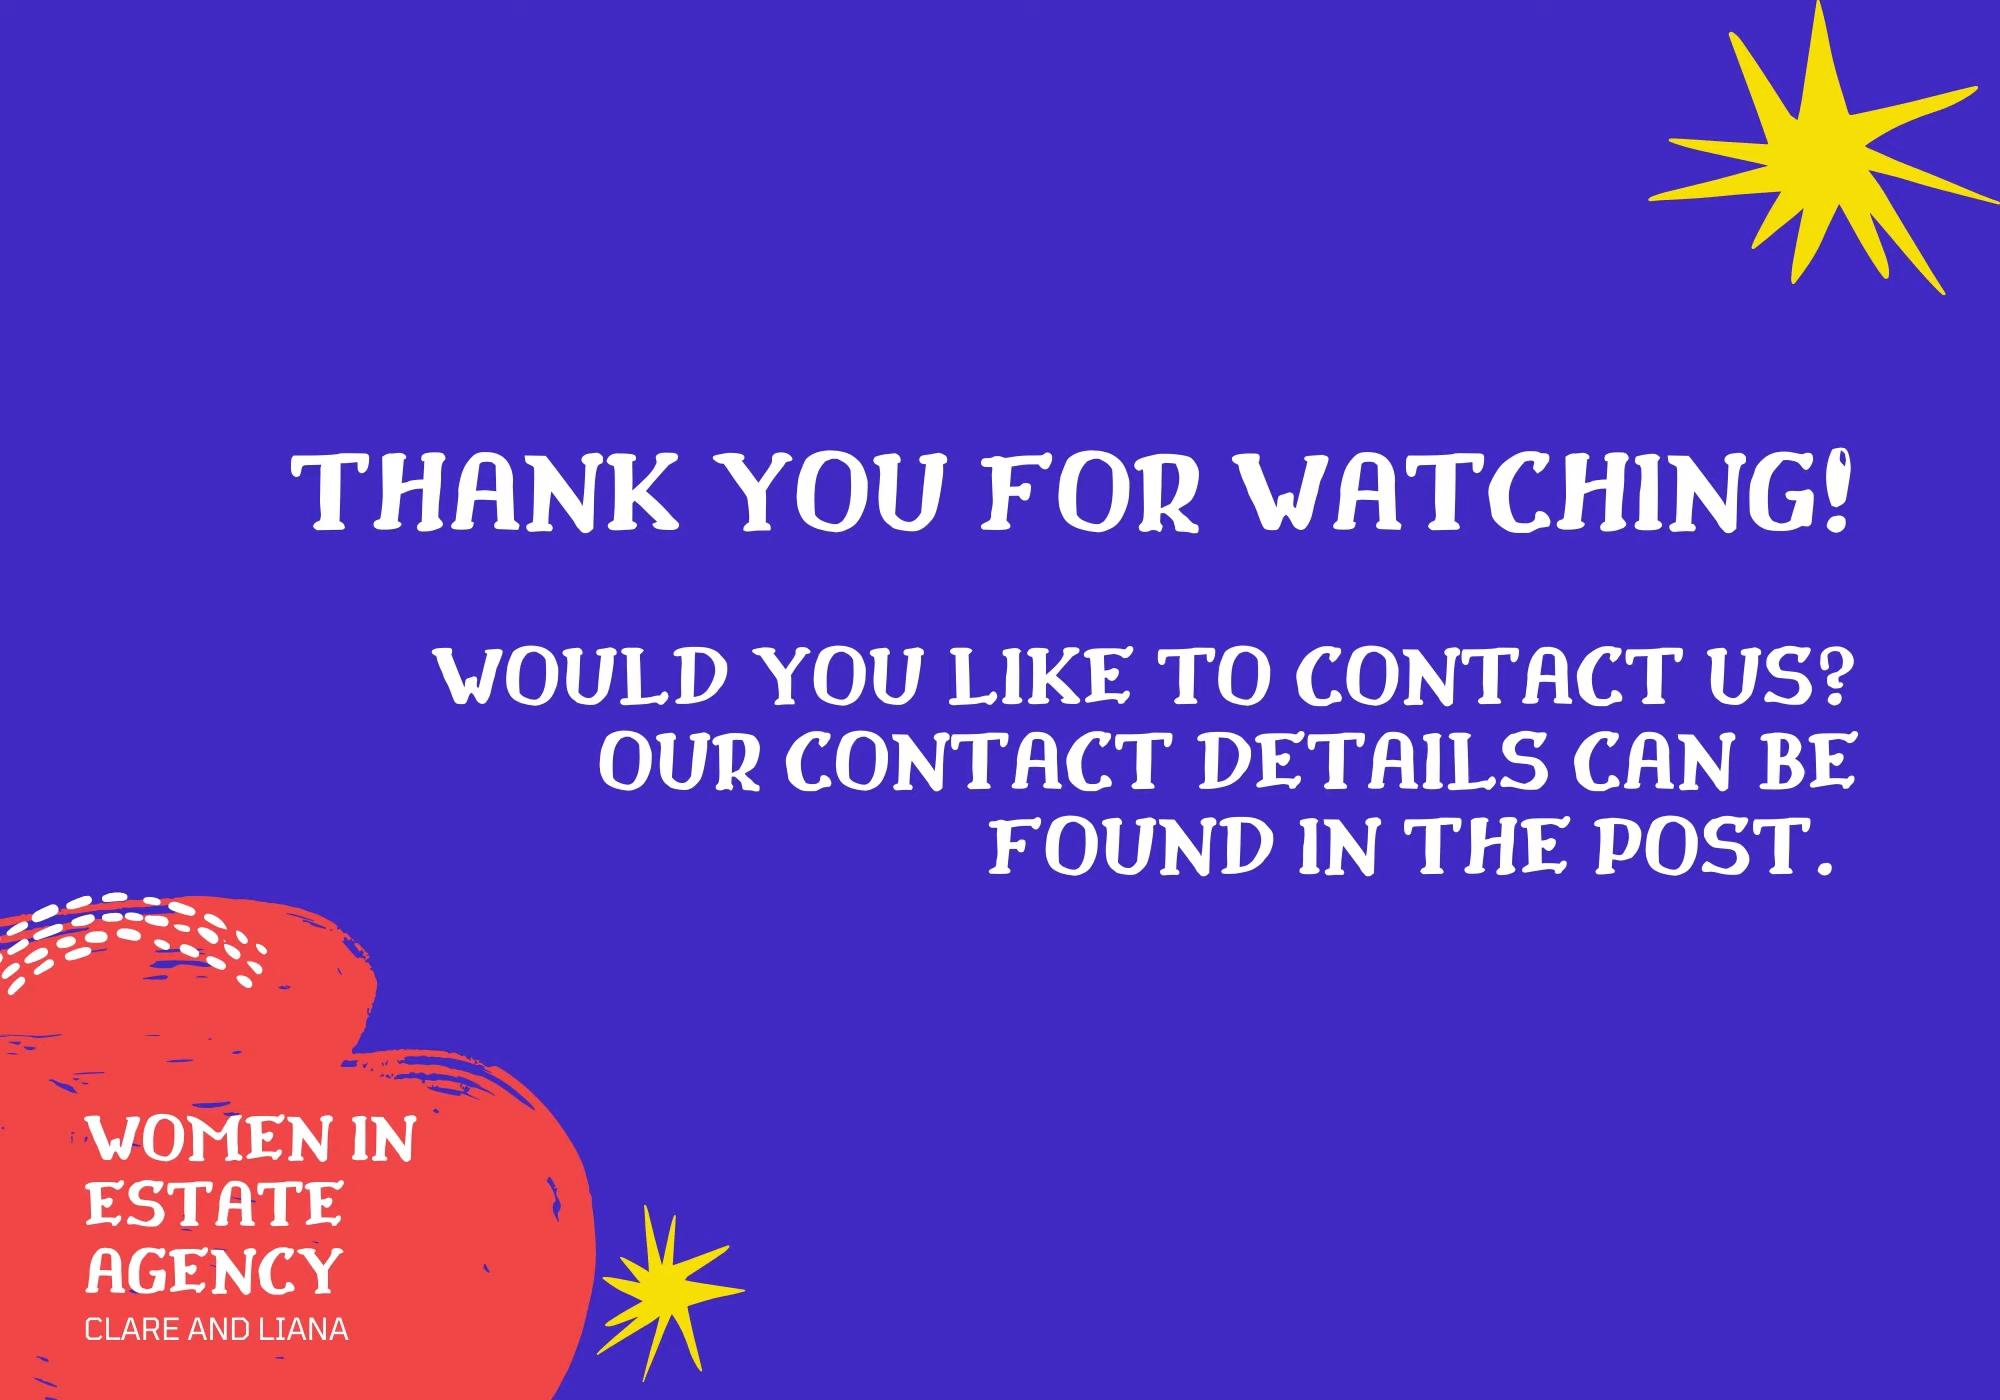 THANK YOU FOR WATCHING!
WOULD YOU LIKE TO CONTACT US?
OUR CONTACT DETAILS CAN BE
FOUND IN THE POST.
WOMEN IN
ESTATE
AGENCY
CLARE AND LIANA